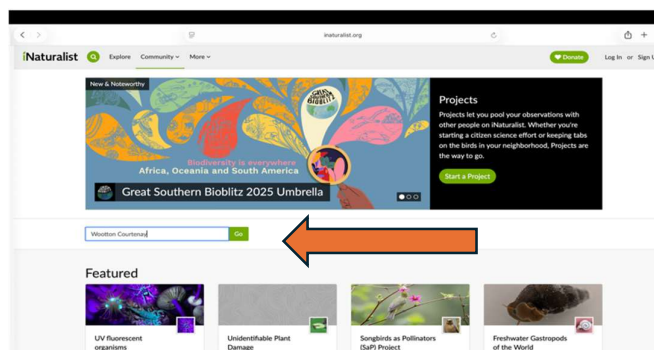 inaturalist.org
iNaturalist
Explore
Community
More
Donate
Log In or Sign U
New & Noteworthy
GREAT SOUTHERN BIOBLITZ
Biodiversity is everywhere
Africa, Oceania and South America
Great Southern Bioblitz 2025 Umbrella
Projects
Projects let you pool your observations with
other people on iNaturalist. Whether you're
starting a citizen science effort or keeping tabs
on the birds in your neighborhood, Projects are
the way to go.
Start a Project
Wootton Courtenay
Go
Featured
UV fluorescent
organisms
Unidentifiable Plant
Damage
Songbirds as Pollinators
(SaP) Project
Freshwater Gastropods
of the World